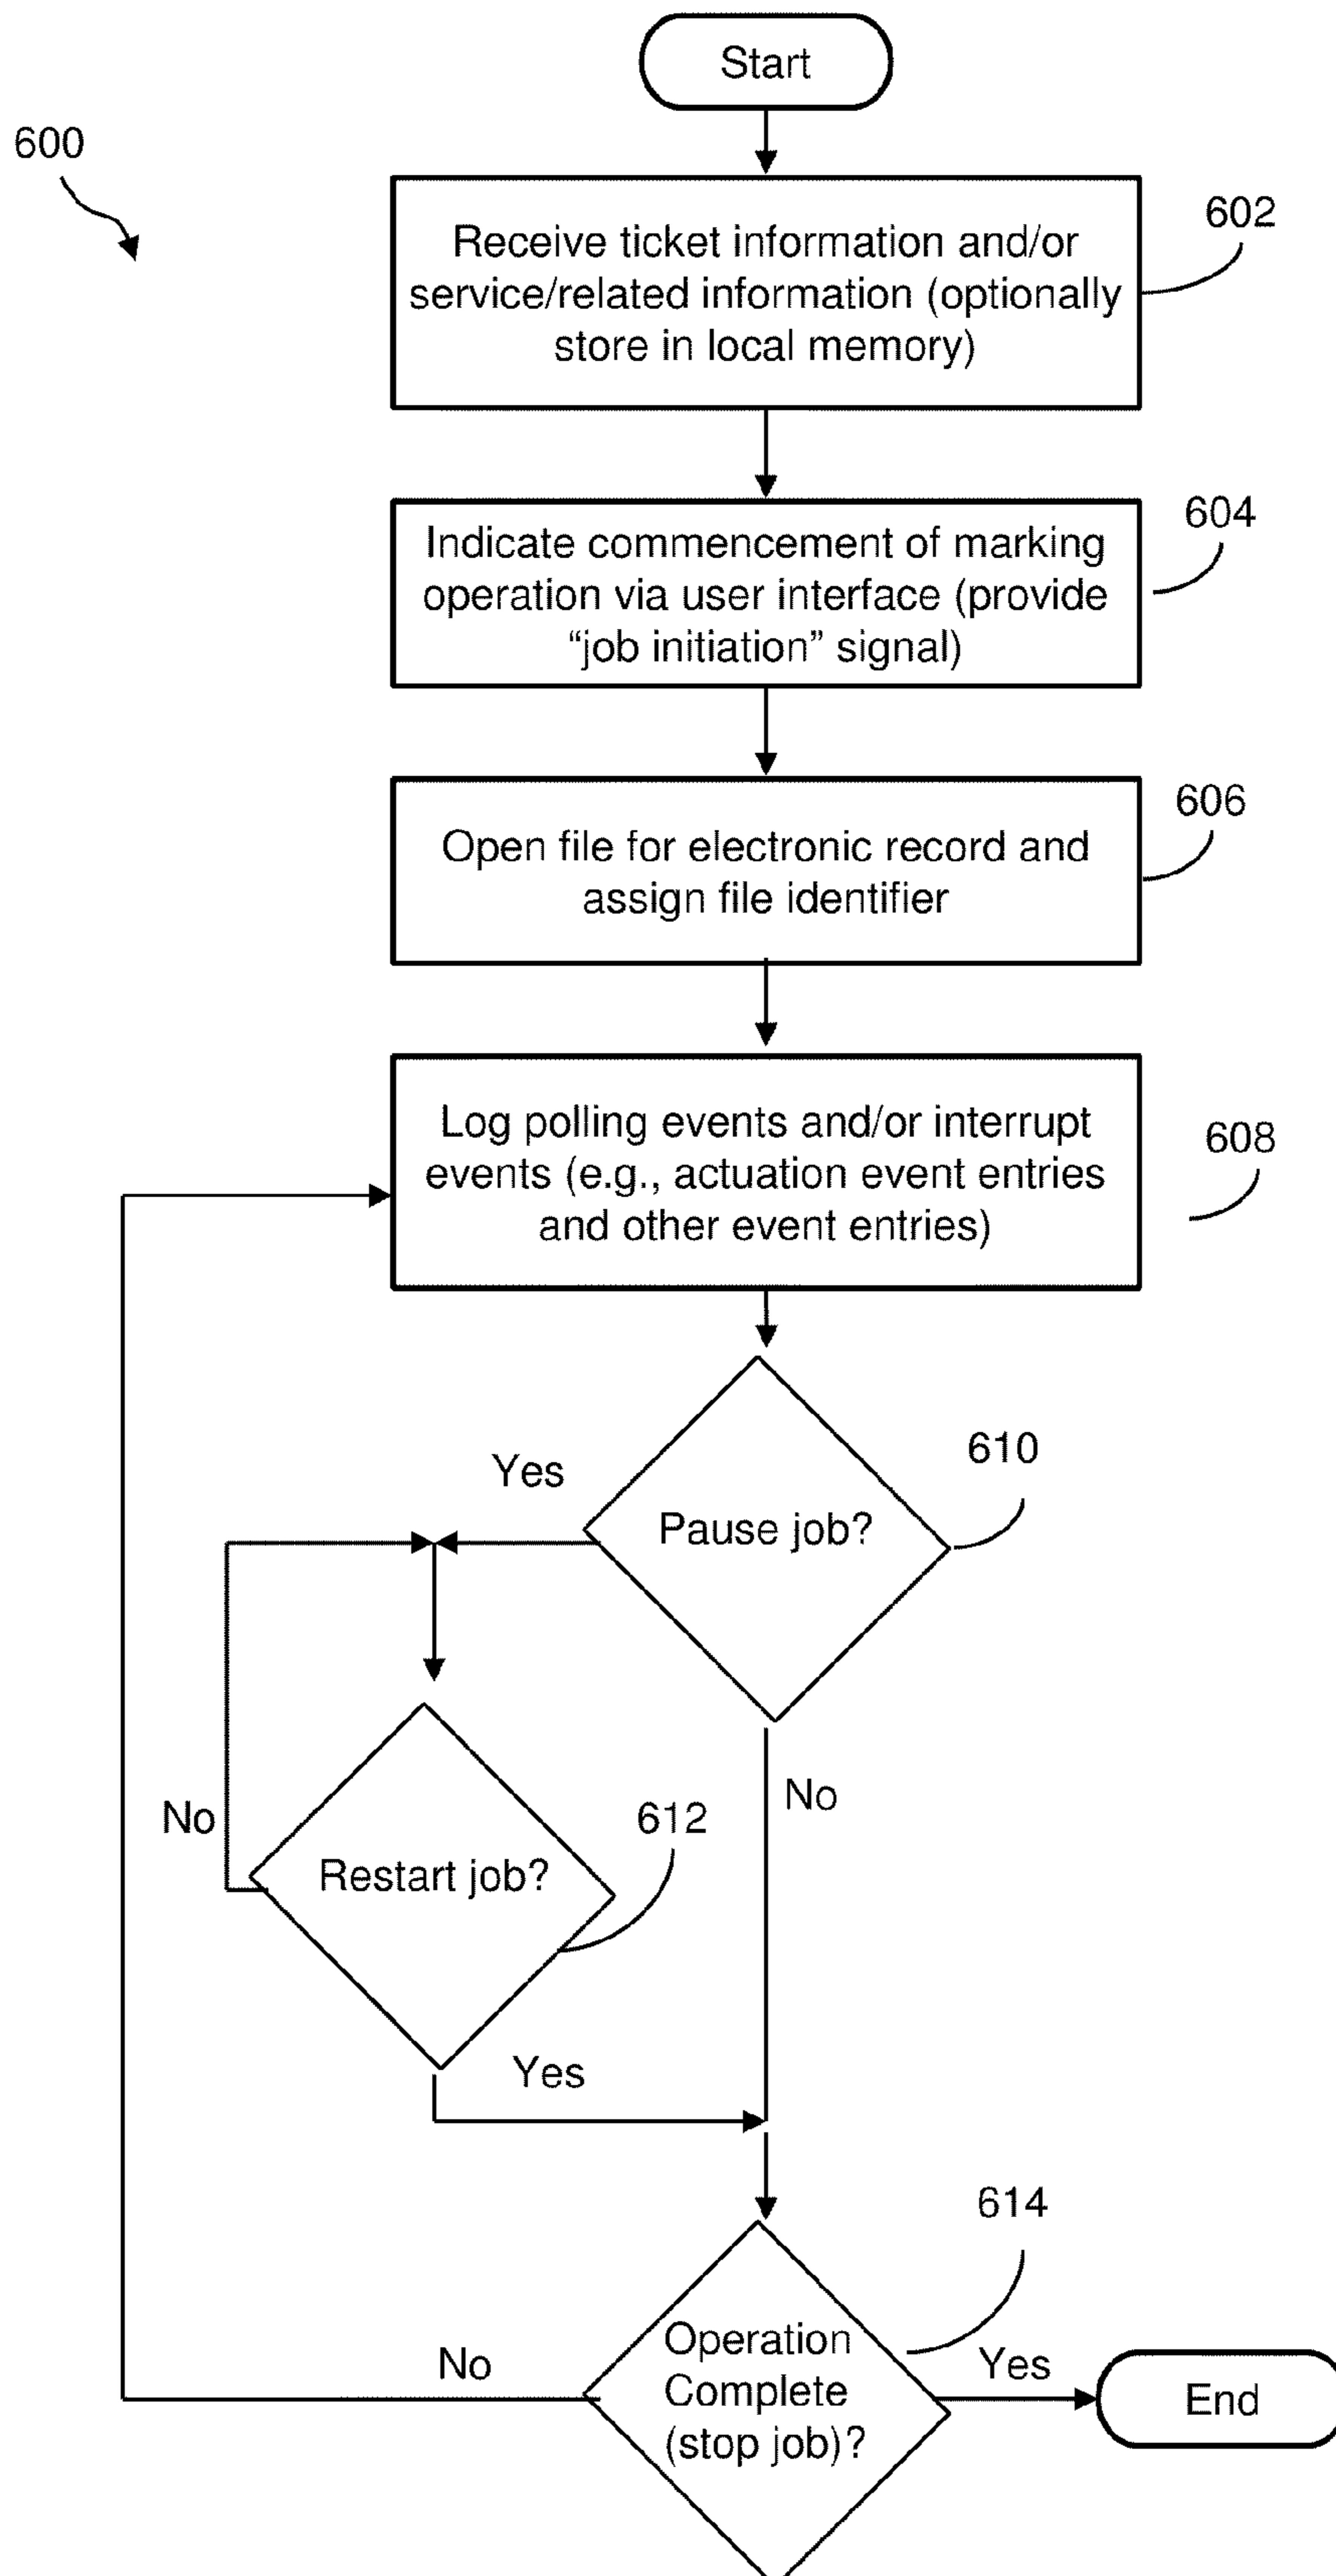 Start
600
602
Receive ticket information and/or
service/related information (optionally
store in local memory)
604
Indicate commencement of marking
operation via user interface (provide
“job initiation” signal)
606
Open file for electronic record and
assign file identifier
608
Log polling events and/or interrupt
events (e.g., actuation event entries
and other event entries)
610
Yes
Pause job?
No
612
No
Restart job?
Yes
614
Operation
Complete
(stop job)?
No
Yes
End